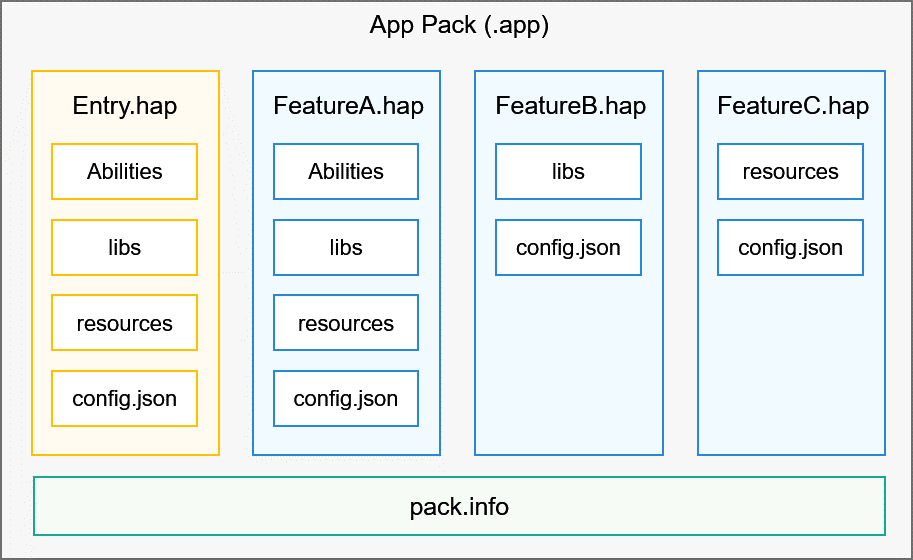 App Pack (.app)
Entry.hap
Abilities
libs
resources
config.json
FeatureA.hap
Abilities
libs
resources
config.json
FeatureB.hap
libs
config.json
FeatureC.hap
resources
config.json
pack.info